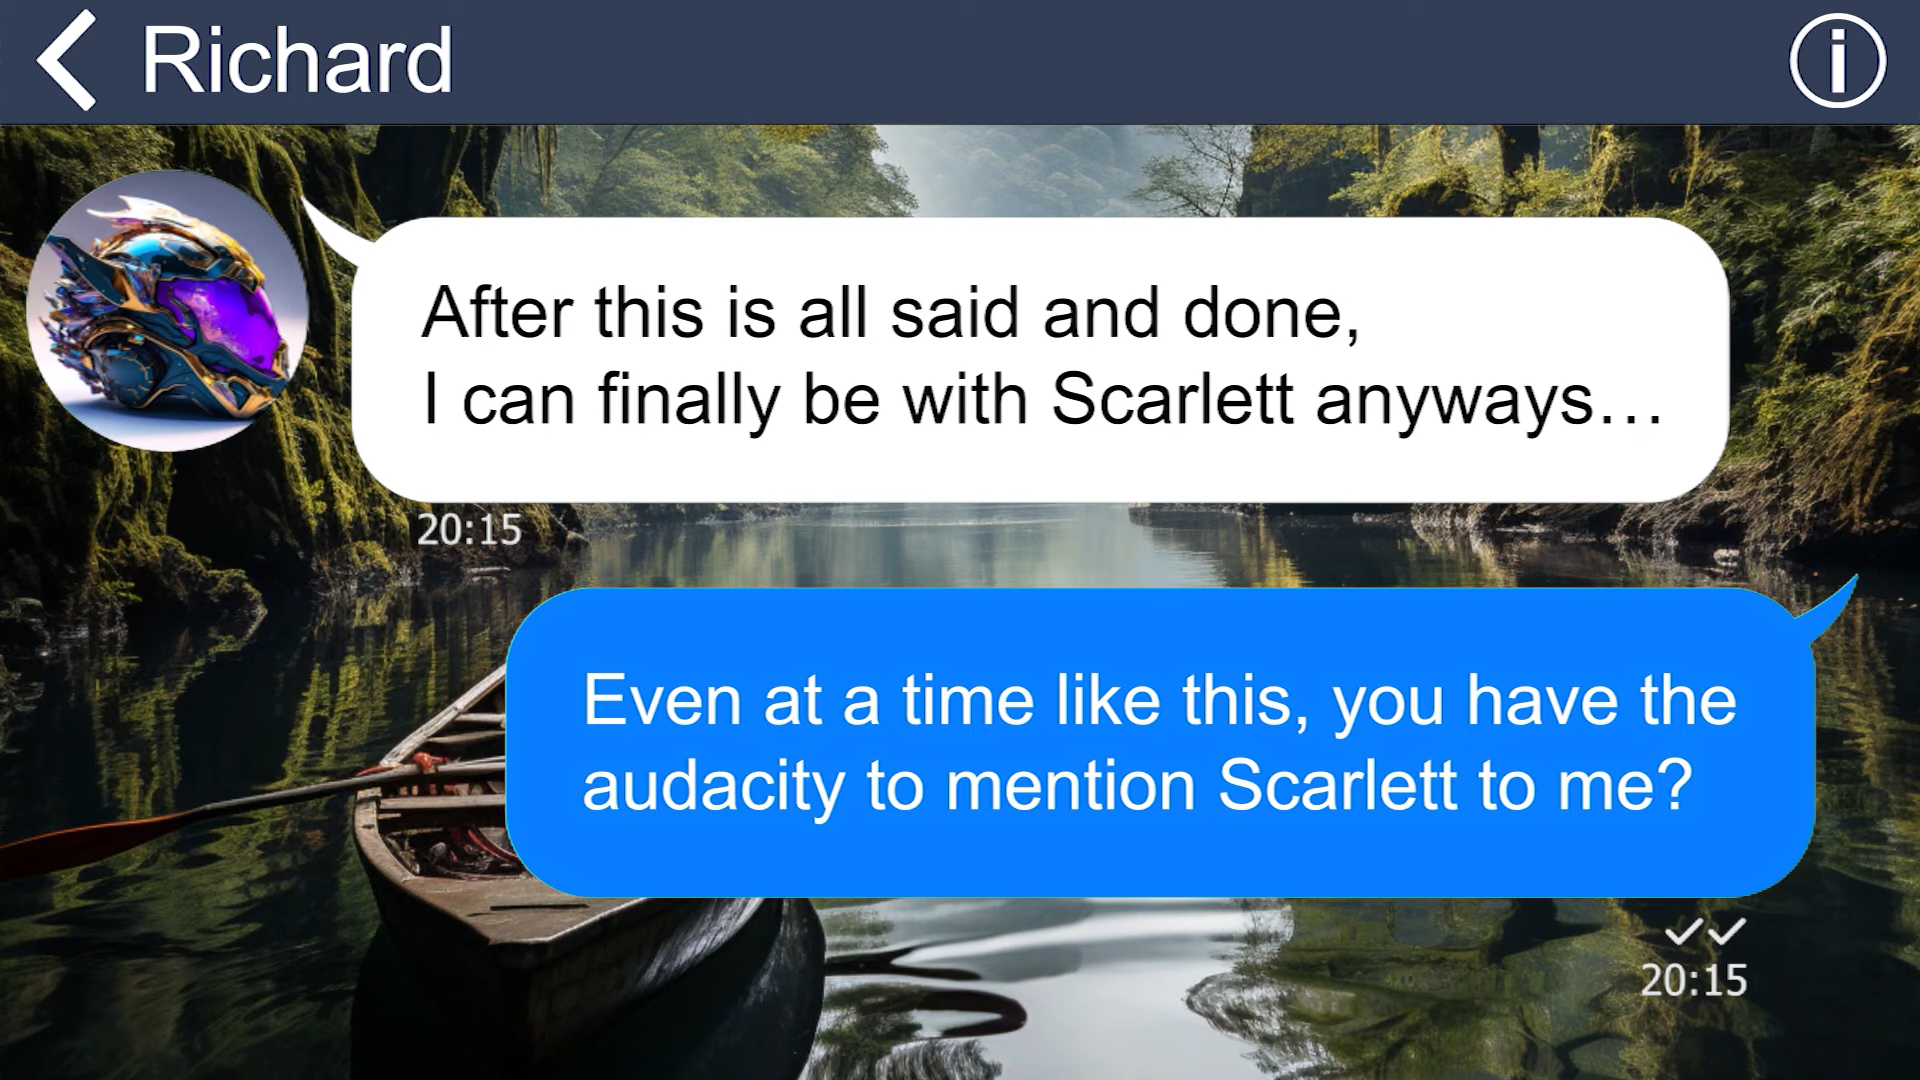 Richard
After this is all said and done,
I can finally be with Scarlett anyways…
20:15
Even at a time like this, you have the
audacity to mention Scarlett to me?
20:15